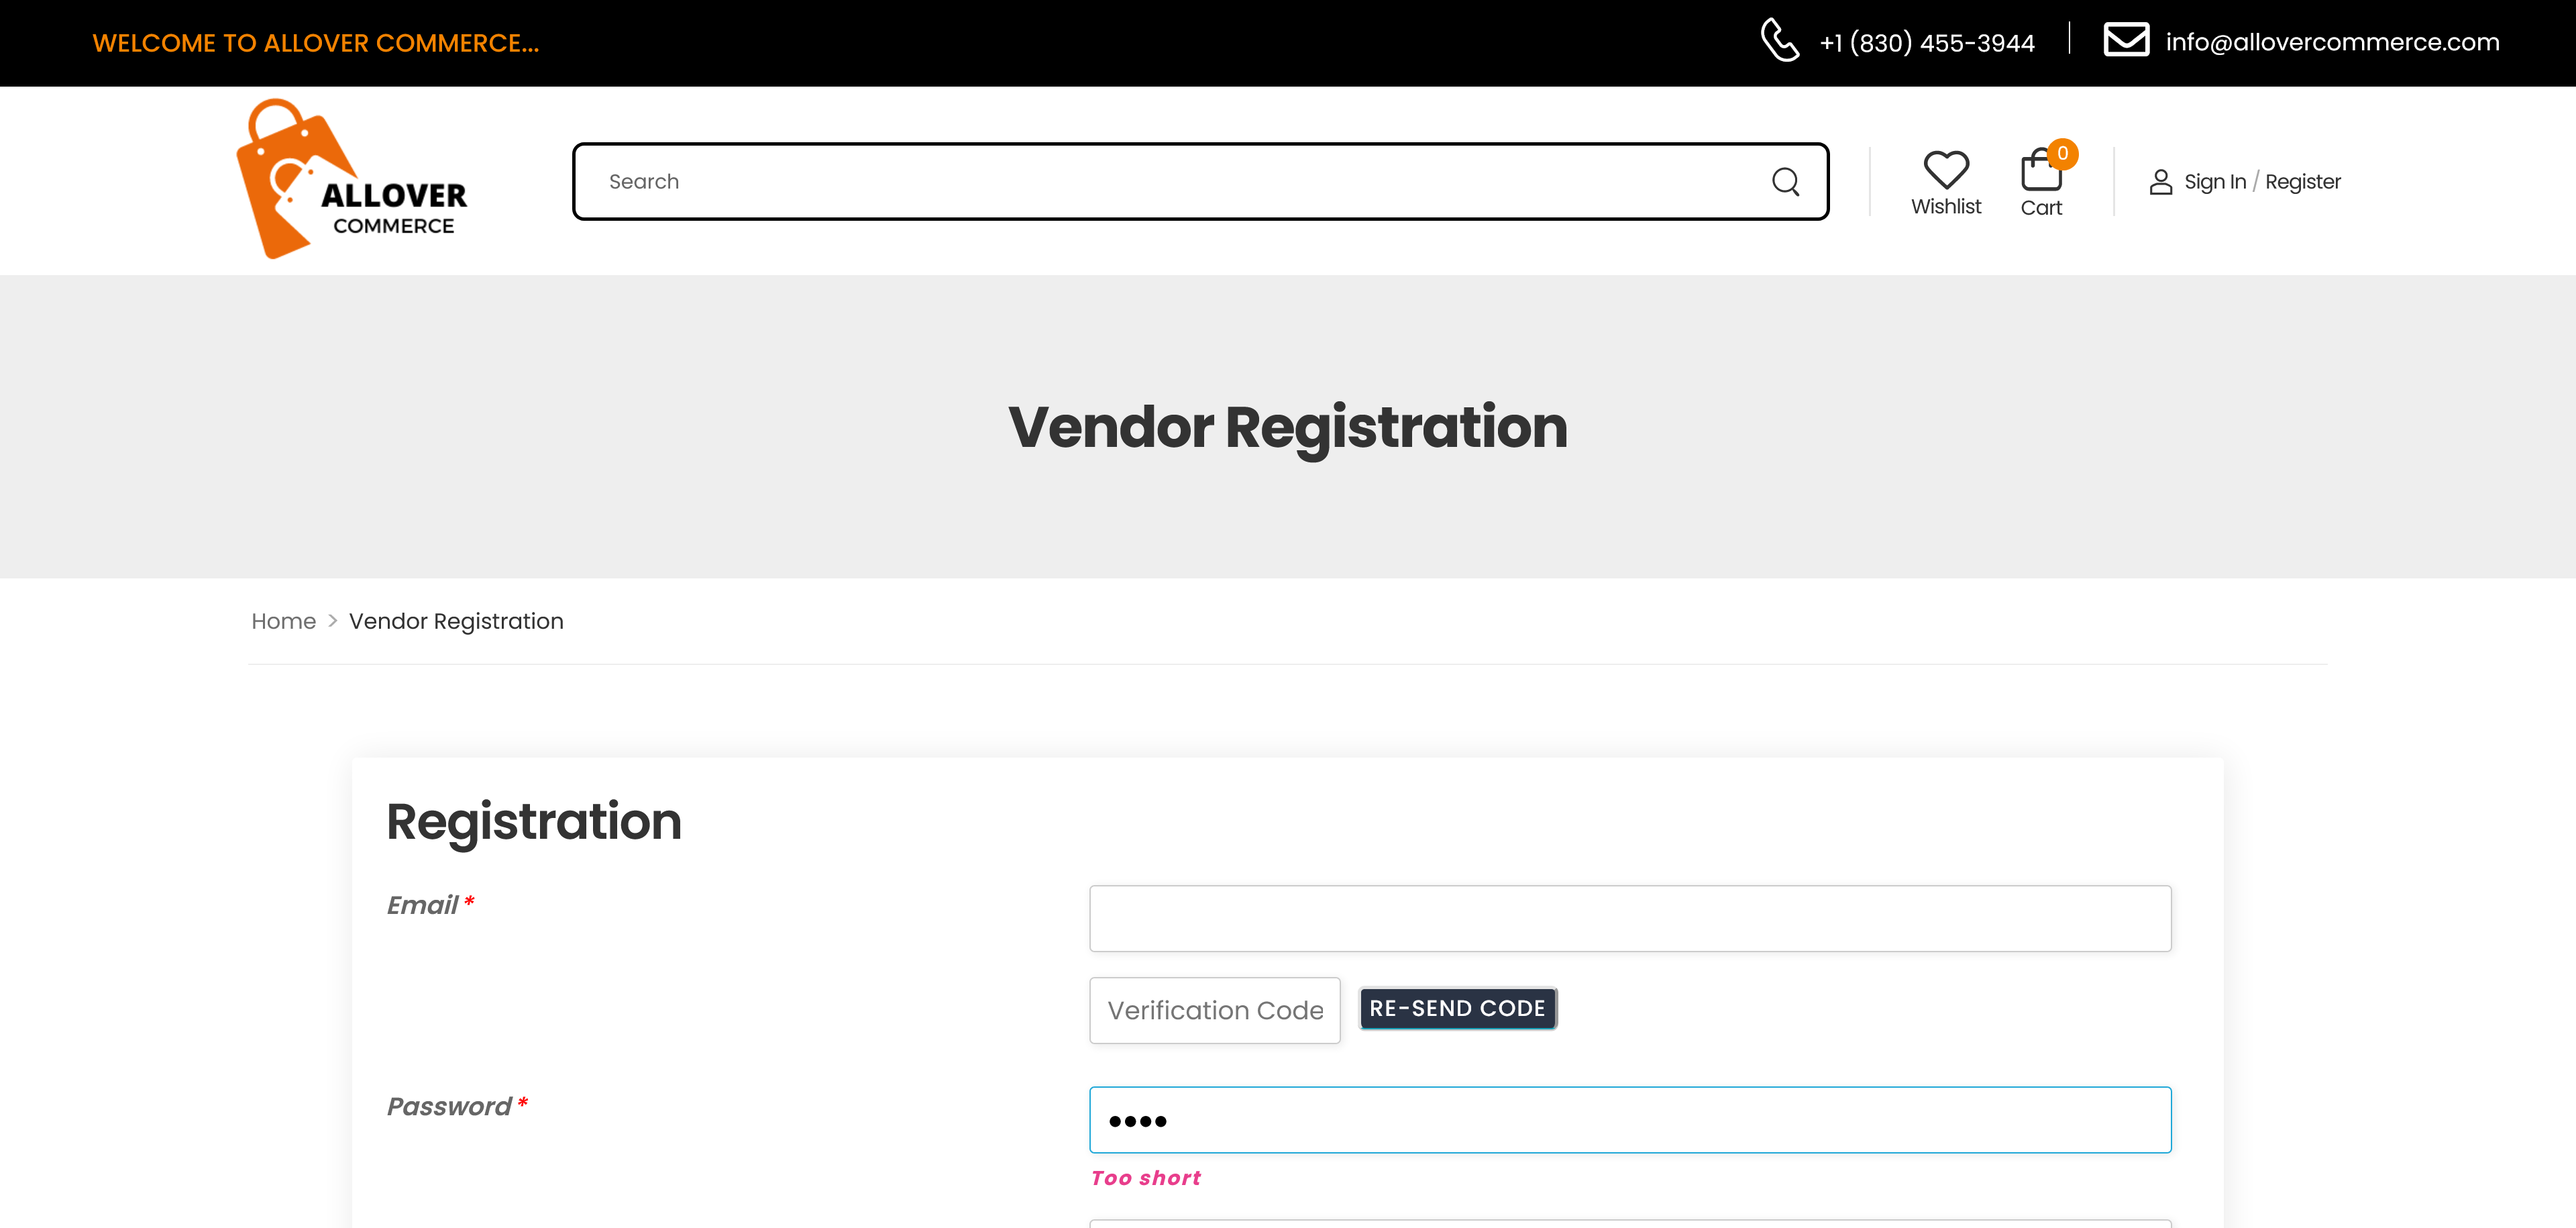 WELCOME TO ALLOVER COMMERCE...
+1 (830) 455-3944
info@allovercommerce.com
ALLOVER
COMMERCE
Search
Wishlist
0
Cart
Sign In / Register
Vendor Registration
Home > Vendor Registration
Registration
Email *
Verification Code
RE-SEND CODE
Password *
Too short